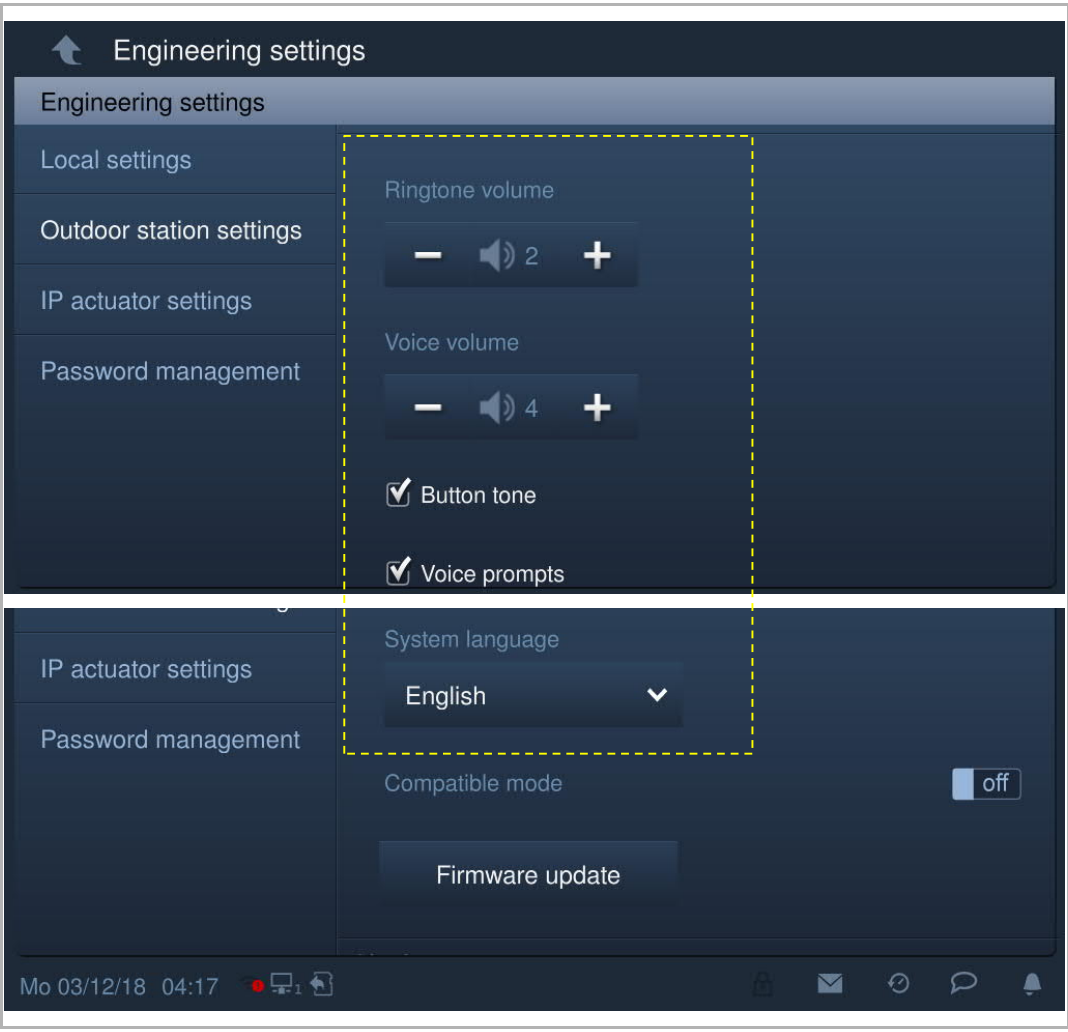 Engineering settings
Engineering settings
Local settings
Outdoor station settings
IP actuator settings
Password management
Ringtone volume
2
Voice volume
4
Button tone
Voice prompts
IP actuator settings
Password management
System language
English
Compatible mode
off
Firmware update
Mo 03/12/18 04:17
1